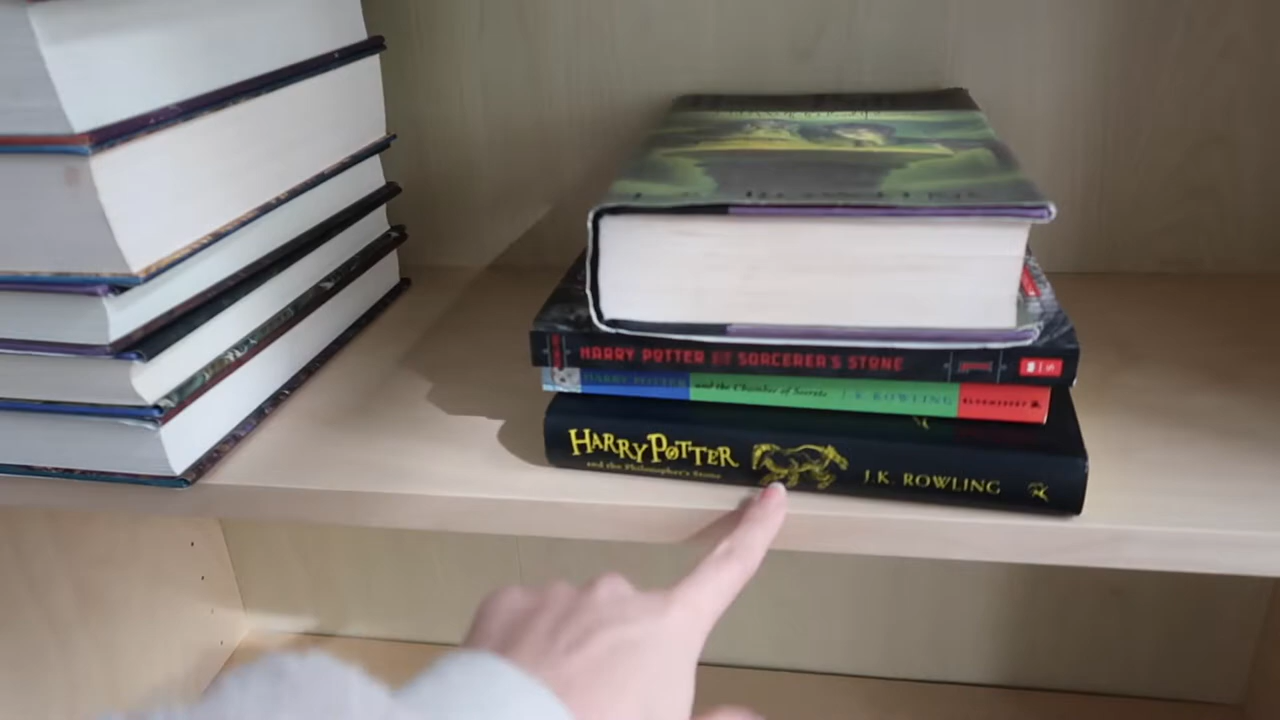 HARRY POTTER AND THE SORCERER'S STONE
HARRY POTTER and the Chamber of Secrets J.K. ROWLING BLOOMSBURY
HARRY POTTER J.K. ROWLING
and the Philosopher's Stone